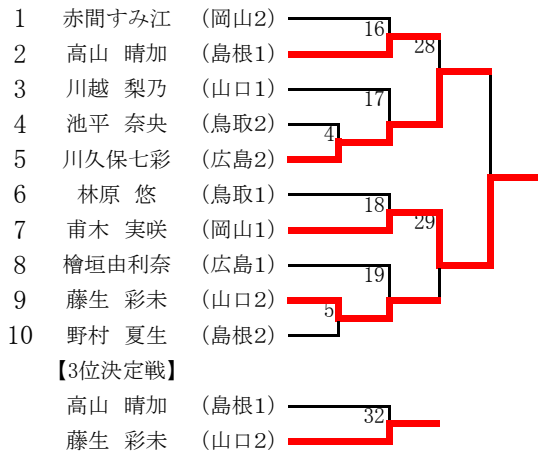 1 赤間すみ江 (岡山2)
16
28
2 高山 晴加 (島根1)
3 川越 梨乃 (山口1)
17
4 池平 奈央 (鳥取2)
4
5 川久保七彩 (広島2)
6 林原 悠 (鳥取1)
18
29
7 甫木 実咲 (岡山1)
8 檜垣由利奈 (広島1)
19
9 藤生 彩未 (山口2)
5
10 野村 夏生 (島根2)
【3位決定戦】
高山 晴加 (島根1)
32
藤生 彩未 (山口2)